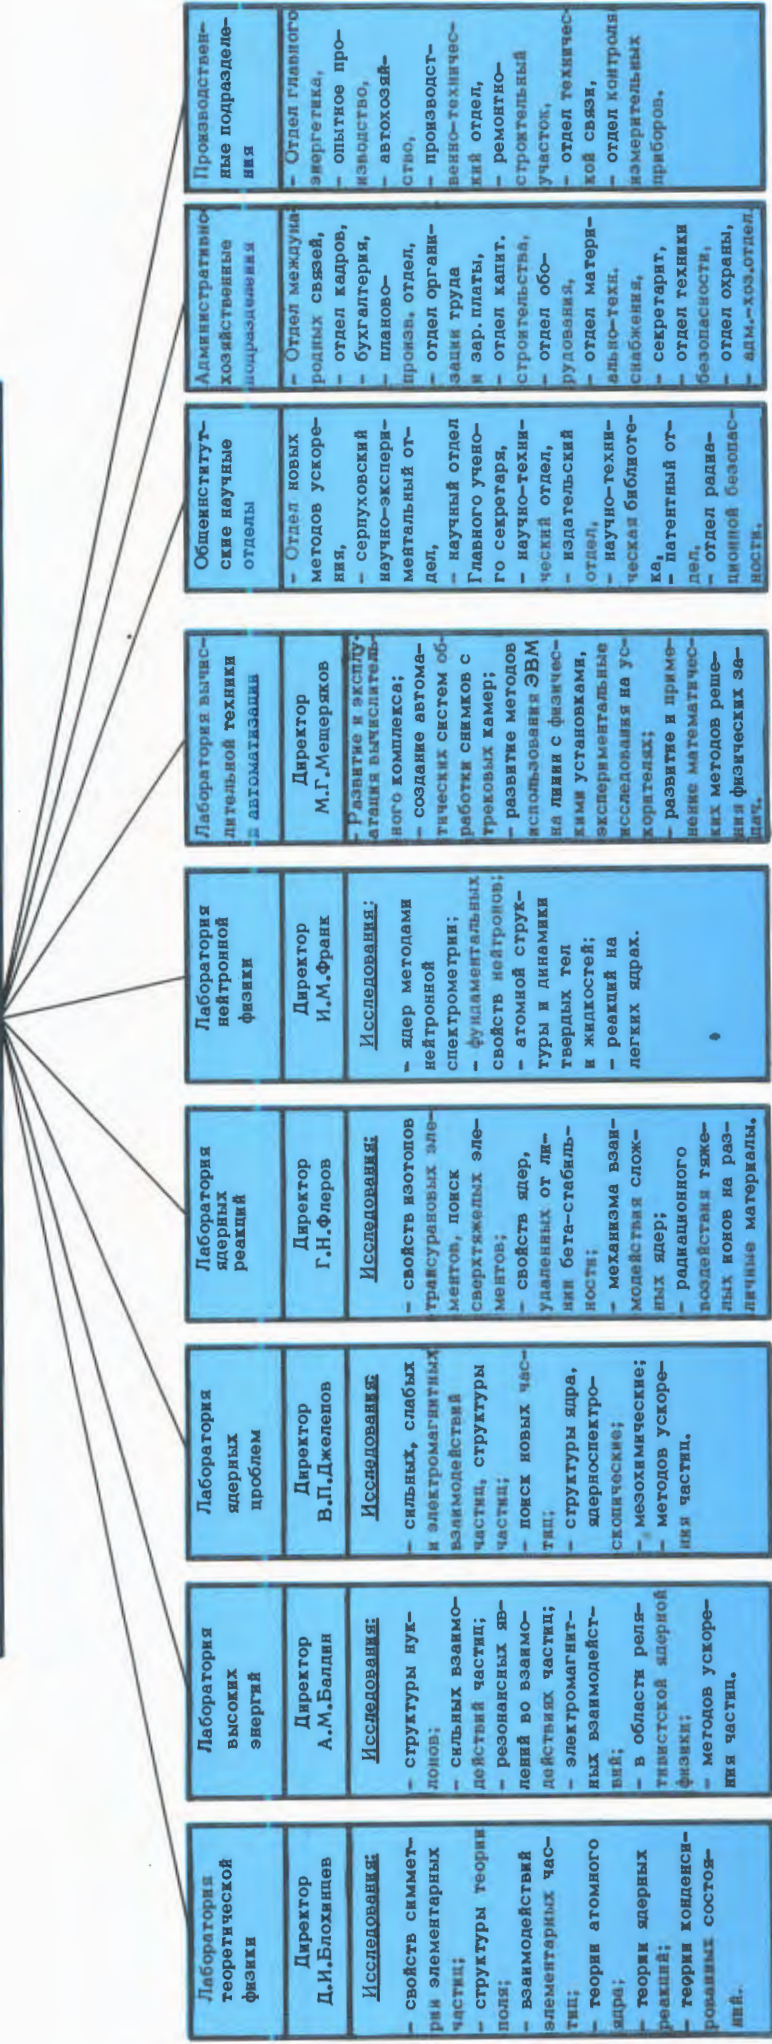 Лаборатория
теоретической
физики
Директор
Д.И.Блохинцев
Исследования:
- свойств симмет-
рии элементарных
частиц;
- структуры теории
поля;
- взаимодействий
элементарных час-
тиц;
- теории атомного
ядра;
- теории ядерных
реакций;
- теории конденси-
рованных состоя-
ний.
Лаборатория
высоких
энергий
Директор
А.М.Балдин
Исследования:
- структуры нук-
лонов;
- сильных взаимо-
действий частиц;
- резонансных яв-
лений во взаимо-
действиях частиц;
- электромагнит-
ных взаимодейст-
вий;
- в области реля-
тивистской ядерной
физики;
- методов ускоре-
ния частиц.
Лаборатория
ядерных
проблем
Директор
В.П.Джелепов
Исследования:
- сильных, слабых
и электромагнитных
взаимодействий
частиц, структуры
частиц;
- поиск новых час-
тиц;
- структуры ядра,
ядерноспектро-
скопические;
- мезохимические;
- методов ускоре-
ния частиц.
Лаборатория
ядерных
реакций
Директор
Г.Н.Флеров
Исследования:
- свойств изотопов
трансурановых эле-
ментов, поиск
сверхтяжелых эле-
ментов;
- свойств ядер,
удаленных от ли-
нии бета-стабиль-
ности;
- механизма взаи-
модействия слож-
ных ядер;
- радиационного
воздействия тяже-
лых ионов на раз-
личные материалы.
Лаборатория
нейтронной
физики
Директор
И.М.Франк
Исследования:
- ядер методами
нейтронной
спектрометрии;
- фундаментальных
свойств нейтронов;
- атомной струк-
туры и динамики
твердых тел
и жидкостей;
- реакций на
легких ядрах.
Лаборатория вычис-
лительной техники
и автоматизации
Директор
М.Г.Мещеряков
- Развитие и эксплу-
атация вычислитель-
ного комплекса;
- создание автома-
тических систем об-
работки снимков с
трековых камер;
- развитие методов
использования ЭВМ
на линии с физичес-
кими установками,
экспериментальные
исследования на ус-
корителях;
- развитие и приме-
нение математичес-
ких методов реше-
ния физических за-
дач.
Общеинститут-
ские научные
отделы
- Отдел новых
методов ускоре-
ния,
- серпуховский
научно-экспери-
ментальный от-
дел,
- научный отдел
Главного учено-
го секретаря,
- научно-техни-
ческий отдел,
- издательский
отдел,
- научно-техни-
ческая библиоте-
ка,
- патентный от-
дел,
- отдел радиа-
ционной безопас-
ности.
Административно-
хозяйственные
подразделения
- Отдел междуна-
родных связей,
- отдел кадров,
- бухгалтерия,
- планово-
произв. отдел,
- отдел органи-
зации труда
и зар.платы,
- отдел капит.
строительства,
- отдел обо-
рудования,
- отдел матери-
ально-техн.
снабжения,
- секретарит,
- отдел техники
безопасности,
- отдел охраны,
- адм.-хоз.отдел.
Производствен-
ные подразделе-
ния
- Отдел главного
энергетика,
- опытное про-
изводство,
- автохозяй-
ство,
- производст-
венно-техничес-
кий отдел,
- ремонтно-
строительный
участок,
- отдел техничес-
кой связи,
- отдел контроля
измерительных
приборов.